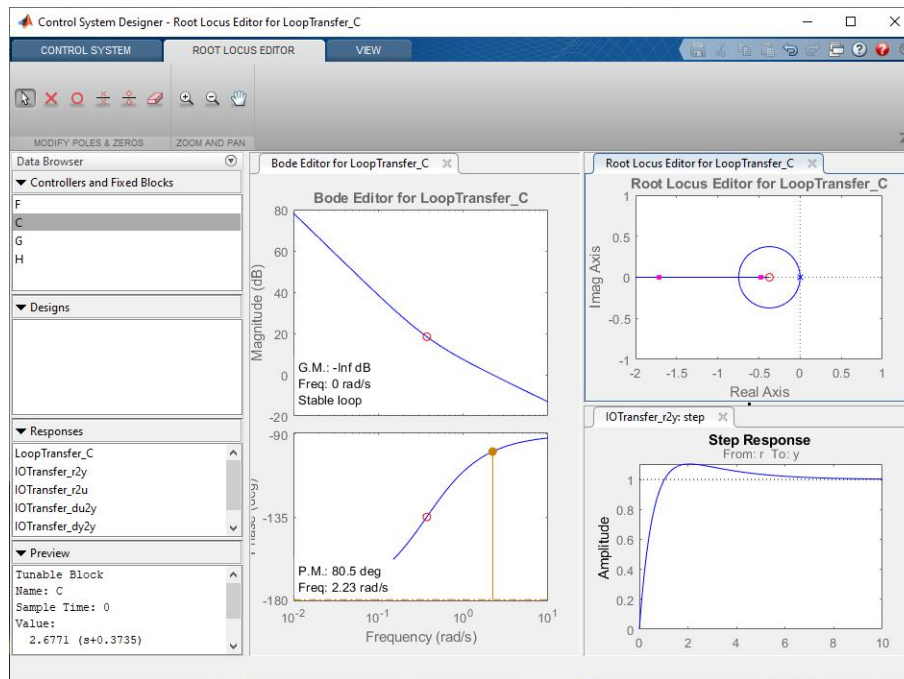 Control System Designer - Root Locus Editor for LoopTransfer_C
CONTROL SYSTEM
ROOT LOCUS EDITOR
VIEW
MODIFY POLES & ZEROS
ZOOM AND PAN
Data Browser
Controllers and Fixed Blocks
F
C
G
H
Designs
Responses
LoopTransfer_C
IOTransfer_r2y
IOTransfer_r2u
IOTransfer_du2y
IOTransfer_dy2y
Preview
Tunable Block
Name: C
Sample Time: 0
Value:
2.6771 (s+0.3735)
Bode Editor for LoopTransfer_C
Bode Editor for LoopTransfer_C
Magnitude (dB)
80
60
40
20
0
-20
G.M.: -Inf dB
Freq: 0 rad/s
Stable loop
Phase (deg)
-90
-135
-180
P.M.: 80.5 deg
Freq: 2.23 rad/s
10-2
10-1
100
101
Frequency (rad/s)
Root Locus Editor for LoopTransfer_C
Root Locus Editor for LoopTransfer_C
Imag Axis
1
0.5
0
-0.5
-1
-2
-1.5
-1
-0.5
0
0.5
1
Real Axis
IOTransfer_r2y: step
Step Response
From: r To: y
Amplitude
1
0.8
0.6
0.4
0.2
0
0
2
4
6
8
10